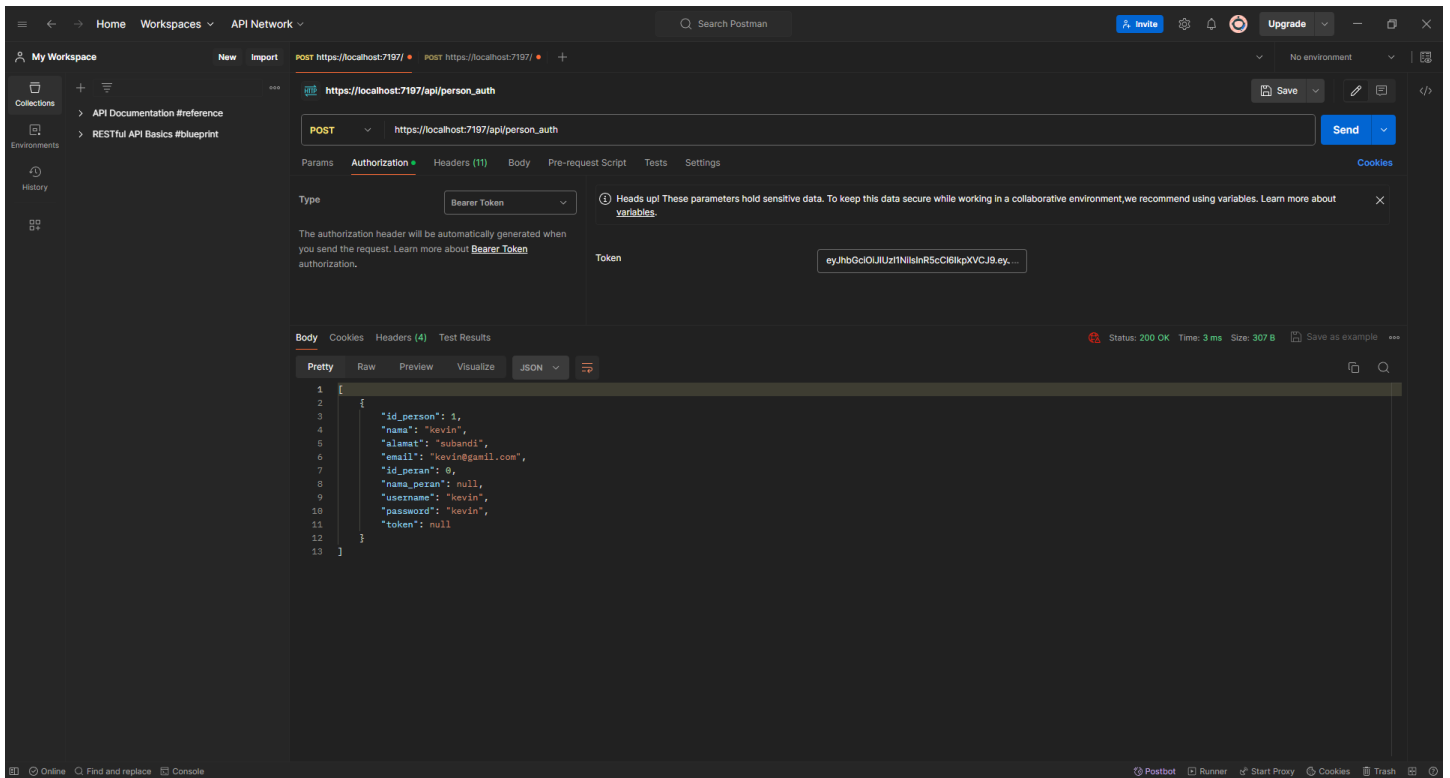 Home Workspaces API Network Search Postman Invite Upgrade
My Workspace New Import POST https://localhost:7197/ POST https://localhost:7197/ No environment
Collections
Environments
History
API Documentation #reference
RESTful API Basics #blueprint
HTTP https://localhost:7197/api/person_auth Save
POST https://localhost:7197/api/person_auth Send
Params Authorization Headers (11) Body Pre-request Script Tests Settings Cookies
Type Bearer Token
The authorization header will be automatically generated when
you send the request. Learn more about Bearer Token
authorization.
Heads up! These parameters hold sensitive data. To keep this data secure while working in a collaborative environment,we recommend using variables. Learn more about
variables.
Token eyJhbGciOiJIUzI1NiIsInR5cCI6IkpXVCJ9.ey....
Body Cookies Headers (4) Test Results Status: 200 OK Time: 3 ms Size: 307 B Save as example
Pretty Raw Preview Visualize JSON
1 [
2 {
3 "id_person": 1,
4 "nama": "kevin",
5 "alamat": "subandi",
6 "email": "kevin@gamil.com",
7 "id_peran": 0,
8 "nama_peran": null,
9 "username": "kevin",
10 "password": "kevin",
11 "token": null
12 }
13 ]
Online Find and replace Console Postbot Runner Start Proxy Cookies Trash